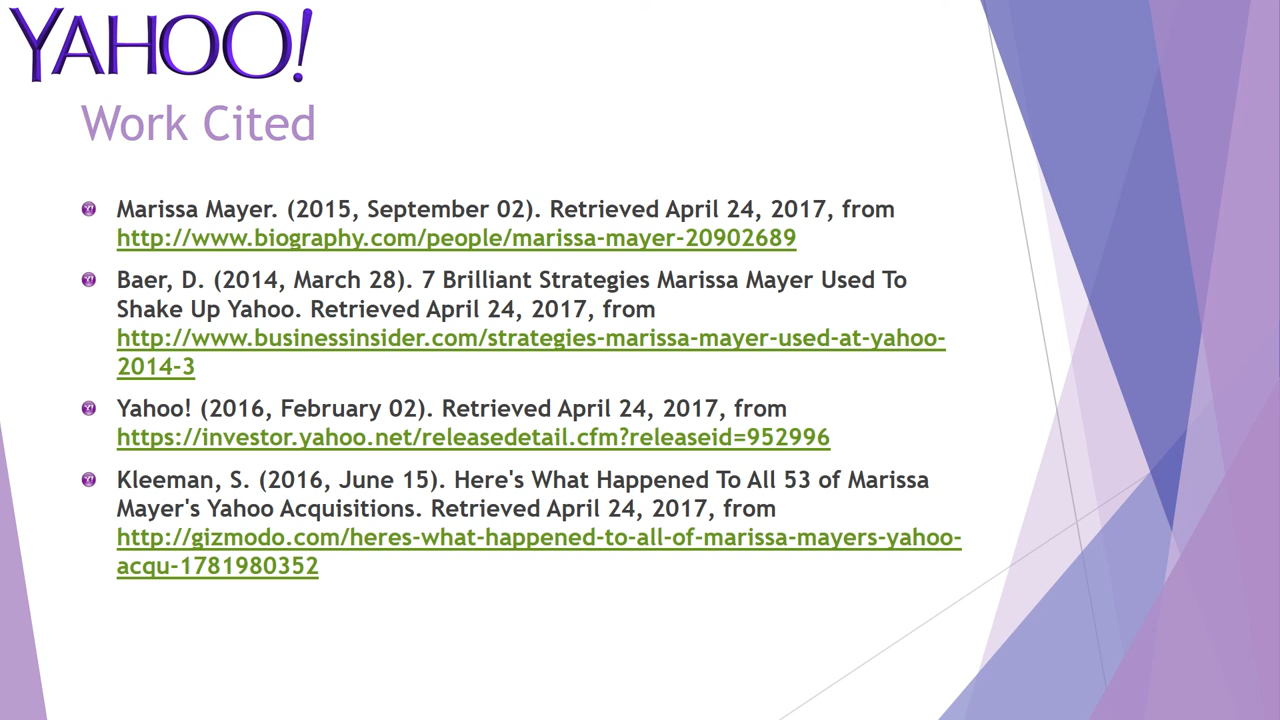 YAHOO!
Work Cited
Marissa Mayer. (2015, September 02). Retrieved April 24, 2017, from
http://www.biography.com/people/marissa-mayer-20902689
Baer, D. (2014, March 28). 7 Brilliant Strategies Marissa Mayer Used To
Shake Up Yahoo. Retrieved April 24, 2017, from
http://www.businessinsider.com/strategies-marissa-mayer-used-at-yahoo-
2014-3
Yahoo! (2016, February 02). Retrieved April 24, 2017, from
https://investor.yahoo.net/releasedetail.cfm?releaseid=952996
Kleeman, S. (2016, June 15). Here's What Happened To All 53 of Marissa
Mayer's Yahoo Acquisitions. Retrieved April 24, 2017, from
http://gizmodo.com/heres-what-happened-to-all-of-marissa-mayers-yahoo-
acqu-1781980352